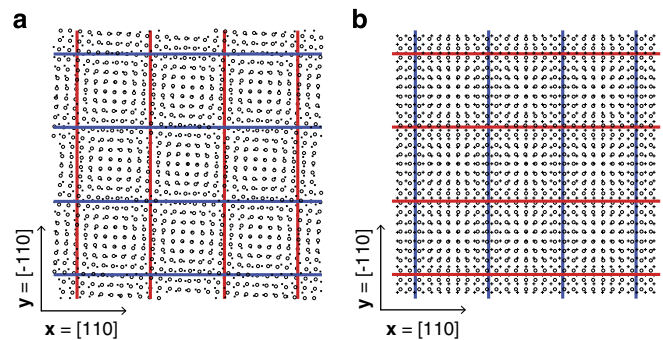 a
b
y = [-110]
x = [110]
y = [-110]
x = [110]